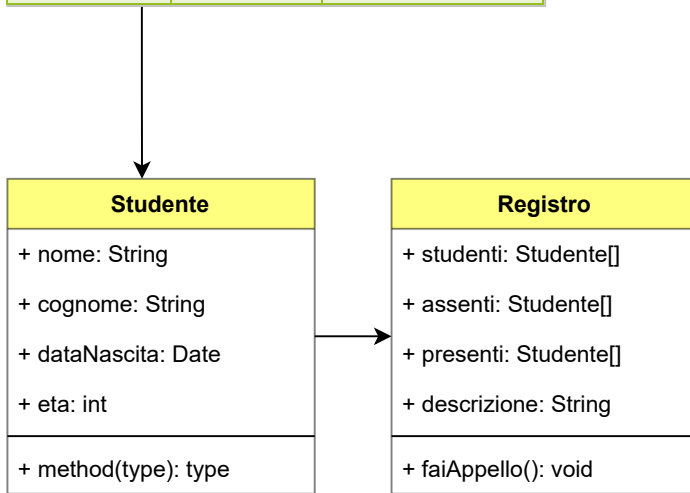 Studente
+ nome: String
+ cognome: String
+ dataNascita: Date
+ eta: int
+ method(type): type
Registro
+ studenti: Studente[]
+ assenti: Studente[]
+ presenti: Studente[]
+ descrizione: String
+ faiAppello(): void